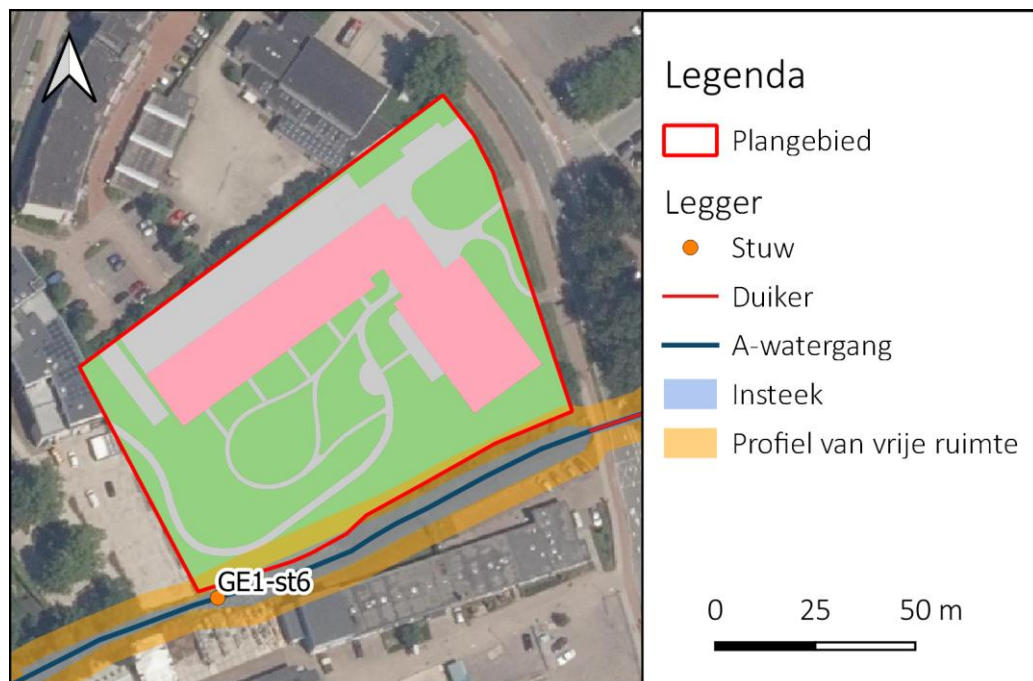 GE1-st6
Legenda
Plangebied
Legger
Stuw
Duiker
A-watergang
Insteek
Profiel van vrije ruimte
0 25 50 m